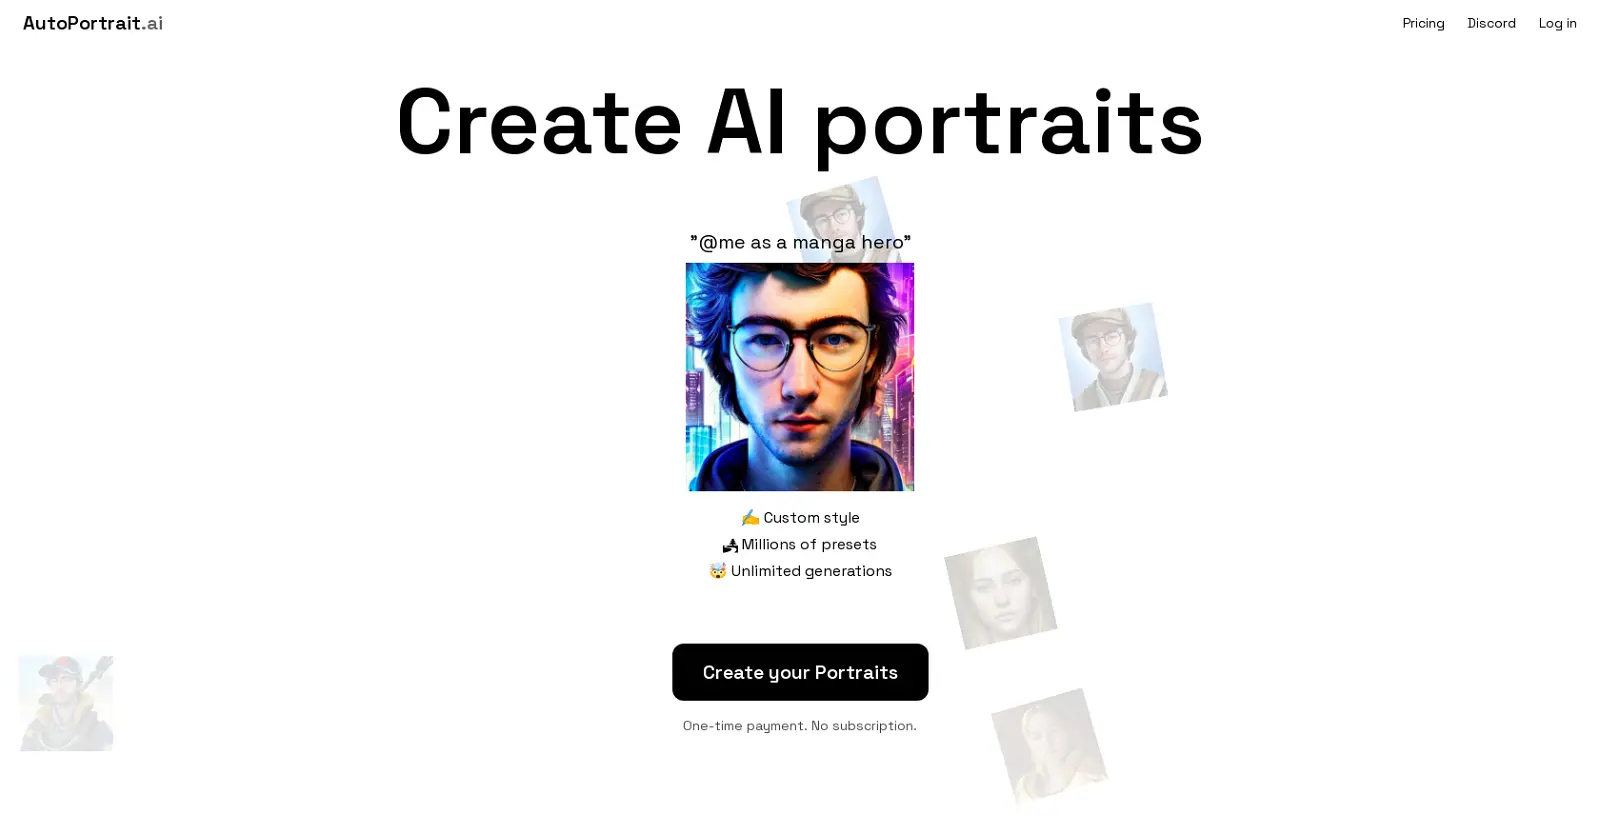 AutoPortrait.ai
Pricing Discord Log in
Create AI portraits
"@me as a manga hero"
✍️ Custom style
🏞 Millions of presets
🤯 Unlimited generations
Create your Portraits
One-time payment. No subscription.